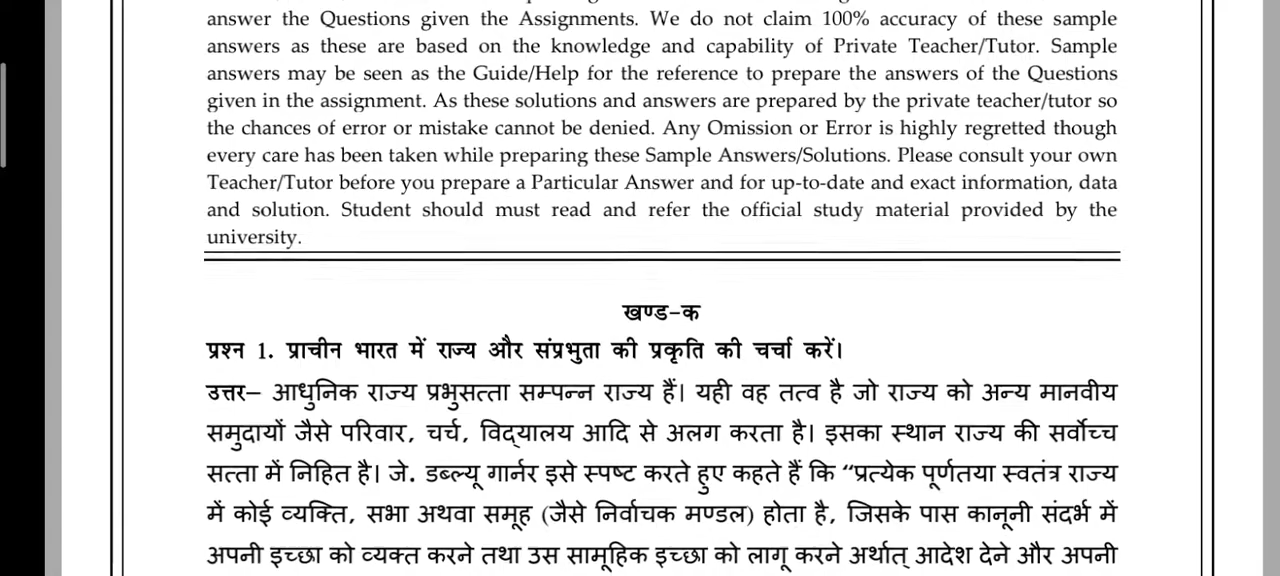 answer the Questions given the Assignments. We do not claim 100% accuracy of these sample
answers as these are based on the knowledge and capability of Private Teacher/Tutor. Sample
answers may be seen as the Guide/Help for the reference to prepare the answers of the Questions
given in the assignment. As these solutions and answers are prepared by the private teacher/tutor so
the chances of error or mistake cannot be denied. Any Omission or Error is highly regretted though
every care has been taken while preparing these Sample Answers/Solutions. Please consult your own
Teacher/Tutor before you prepare a Particular Answer and for up-to-date and exact information, data
and solution. Student should must read and refer the official study material provided by the
university.
खण्ड-क
प्रश्न 1. प्राचीन भारत में राज्य और संप्रभुता की प्रकृति की चर्चा करें।
उत्तर– आधुनिक राज्य प्रभुसत्ता सम्पन्न राज्य हैं। यही वह तत्व है जो राज्य को अन्य मानवीय
समुदायों जैसे परिवार, चर्च, विद्यालय आदि से अलग करता है। इसका स्थान राज्य की सर्वोच्च
सत्ता में निहित है। जे. डब्ल्यू गार्नर इसे स्पष्ट करते हुए कहते हैं कि “प्रत्येक पूर्णतया स्वतंत्र राज्य
में कोई व्यक्ति, सभा अथवा समूह (जैसे निर्वाचक मण्डल) होता है, जिसके पास कानूनी संदर्भ में
अपनी इच्छा को व्यक्त करने तथा उस सामूहिक इच्छा को लागू करने अर्थात् आदेश देने और अपनी